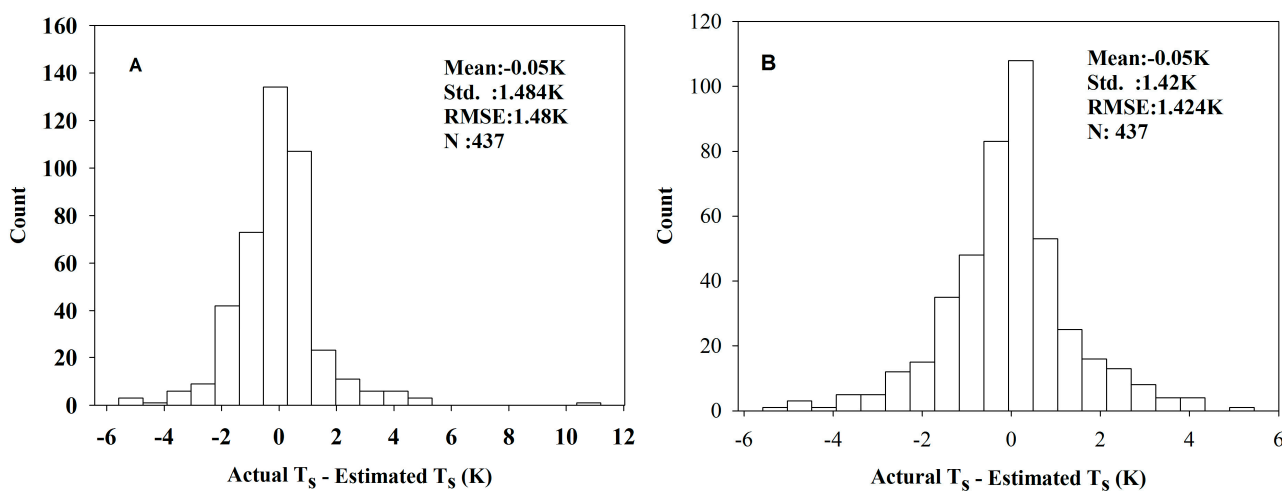 160
140
120
100
80
60
40
20
0
Count
A
Mean:-0.05K
Std. :1.484K
RMSE:1.48K
N :437
-6 -4 -2 0 2 4 6 8 10 12
Actual Ts - Estimated Ts (K)
120
100
80
60
40
20
0
Count
B
Mean:-0.05K
Std. :1.42K
RMSE:1.424K
N: 437
-6 -4 -2 0 2 4 6
Actural Ts - Estimated Ts (K)